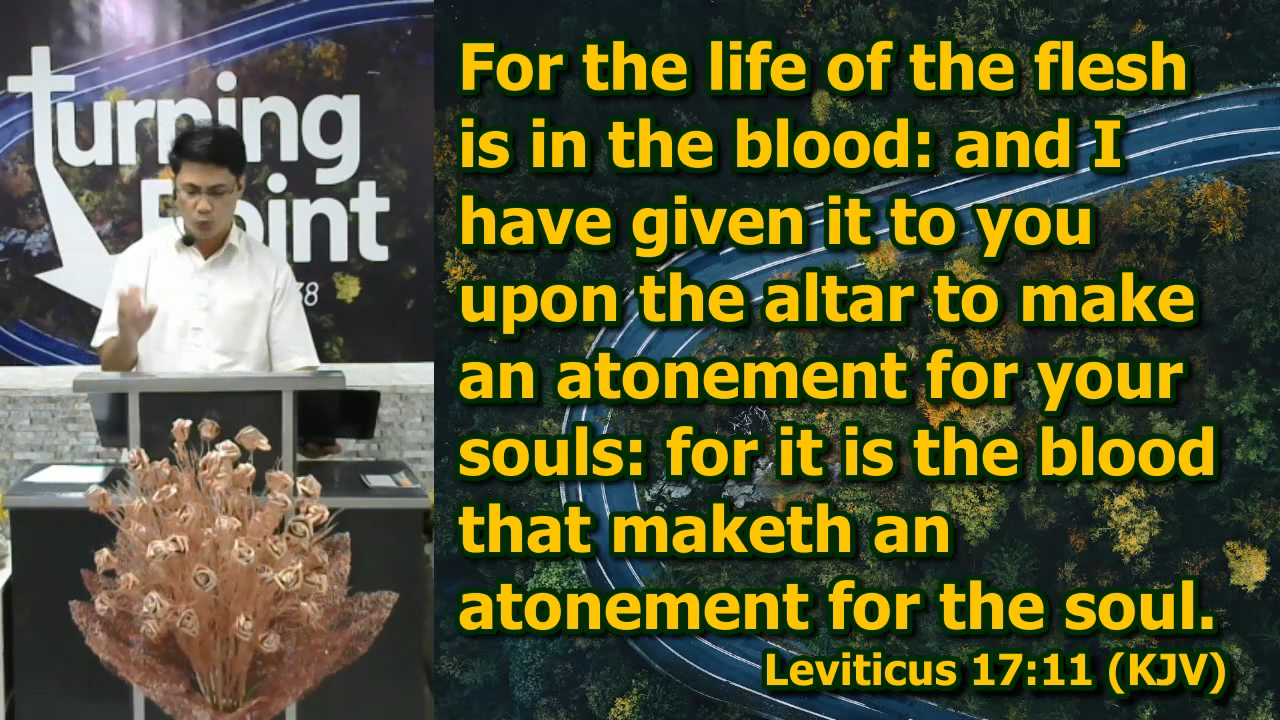 turning
Point
38
For the life of the flesh
is in the blood: and I
have given it to you
upon the altar to make
an atonement for your
souls: for it is the blood
that maketh an
atonement for the soul.
Leviticus 17:11 (KJV)